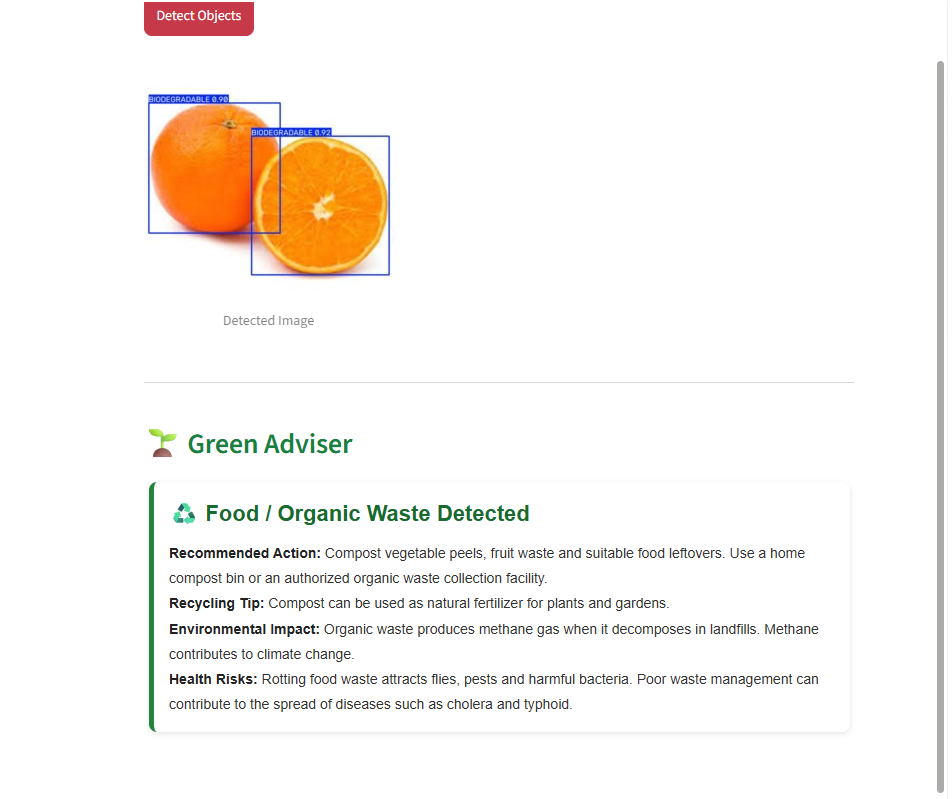 Detect Objects
BIODEGRADABLE 0.90
BIODEGRADABLE 0.92
Detected Image
Green Adviser
Food / Organic Waste Detected
Recommended Action: Compost vegetable peels, fruit waste and suitable food leftovers. Use a home
compost bin or an authorized organic waste collection facility.
Recycling Tip: Compost can be used as natural fertilizer for plants and gardens.
Environmental Impact: Organic waste produces methane gas when it decomposes in landfills. Methane
contributes to climate change.
Health Risks: Rotting food waste attracts flies, pests and harmful bacteria. Poor waste management can
contribute to the spread of diseases such as cholera and typhoid.